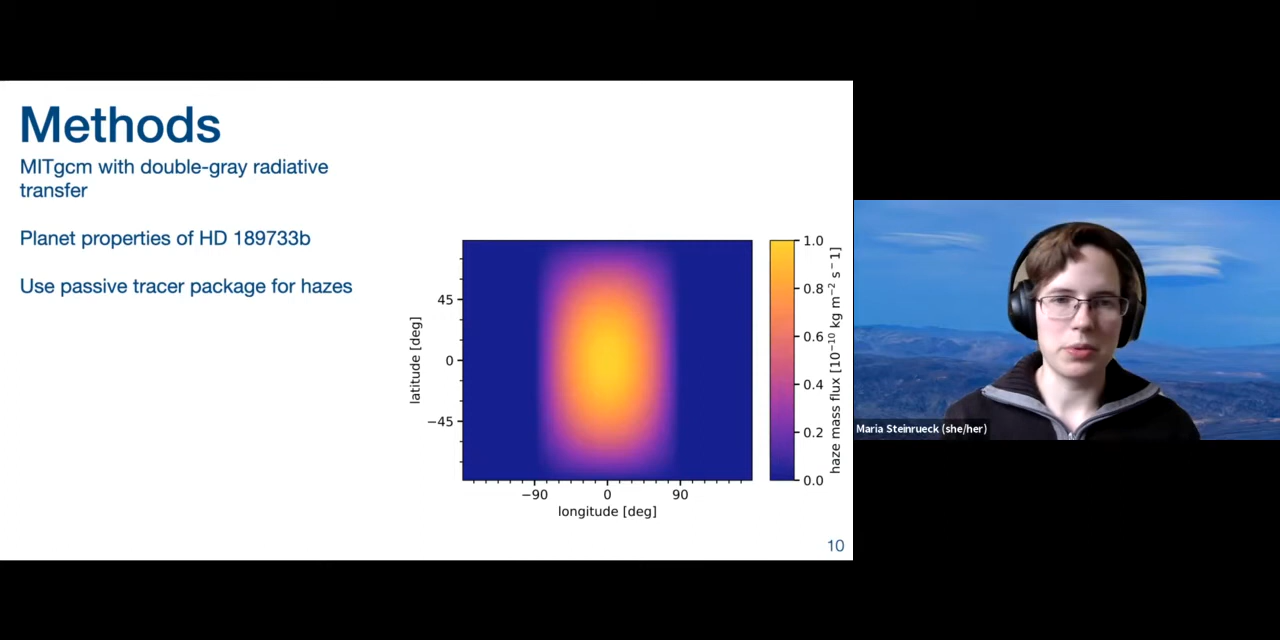 Methods
MITgcm with double-gray radiative
transfer
Planet properties of HD 189733b
Use passive tracer package for hazes
45
0
−45
latitude [deg]
−90 0 90
longitude [deg]
1.0
0.8
0.6
0.4
0.2
0.0
haze mass flux [10⁻¹⁰ kg m⁻² s⁻¹]
10
Maria Steinrueck (she/her)